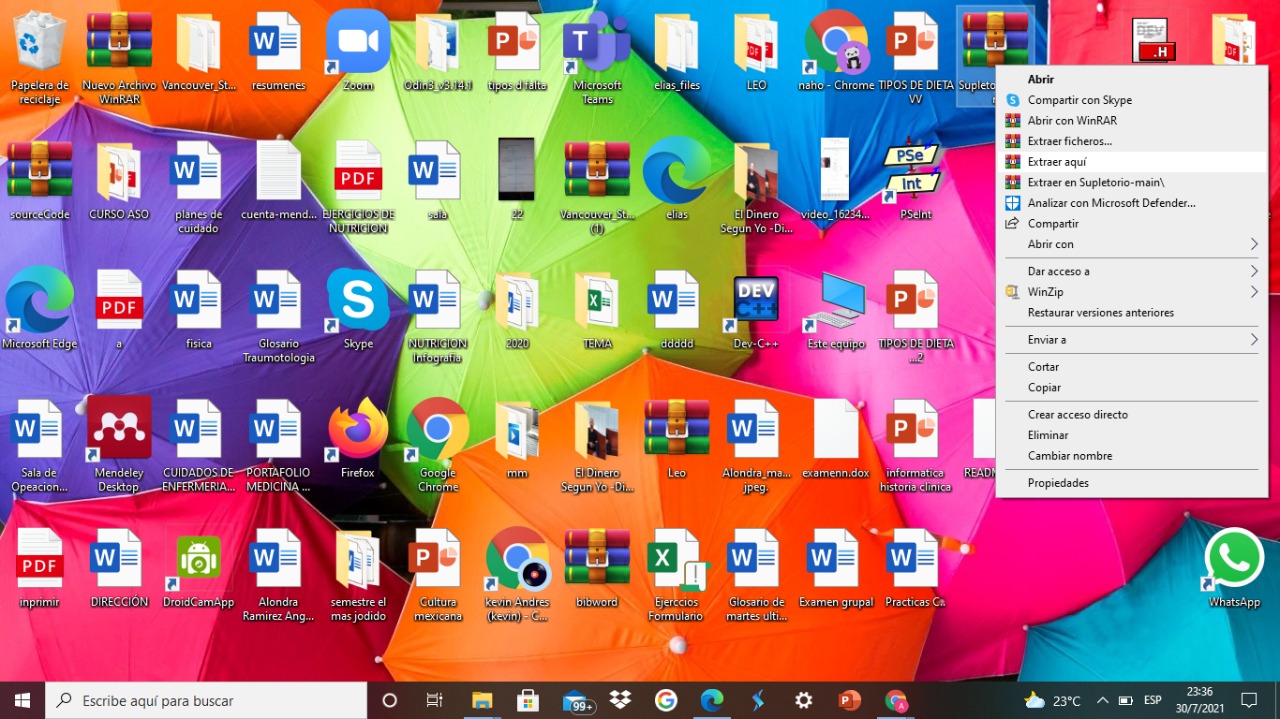 Papelera de
reciclaje
Nuevo Archivo
WinRAR
Vancouver_St...
resumenes
Zoom
Odin3_v3.14.1
tipos d falta
Microsoft
Teams
elias_files
LEO
naho - Chrome
TIPOS DE DIETA
VV
Abrir
Compartir con Skype
Abrir con WinRAR
Extraer ficheros...
Extraer aquí
Extraer en Supletorio-main\
Analizar con Microsoft Defender...
Compartir
Abrir con
Dar acceso a
WinZip
Restaurar versiones anteriores
Enviar a
Cortar
Copiar
Crear acceso directo
Eliminar
Cambiar nombre
Propiedades
sourceCode
CURSO ASO
planes de
cuidado
cuenta-mend...
EJERCICIOS DE
NUTRICION
sala
22
Vancouver_St...
(1)
elias
El Dinero
Segun Yo -Di...
video_16234...
PSeInt
Microsoft Edge
a
fisica
Glosario
Traumotologia
Skype
NUTRICION
Infografia
2020
TEMA
ddddd
Dev-C++
Este equipo
TIPOS DE DIETA
...2
Sala de
Opeacion...
Mendeley
Desktop
CUIDADOS DE
ENFERMERIA...
PORTAFOLIO
MEDICINA ...
Firefox
Google
Chrome
mm
El Dinero
Segun Yo -Di...
Leo
Alondra_ma...
jpeg.
examenn.dox
informatica
historia clinica
inprimir
DIRECCIÓN
DroidCamApp
Alondra
Ramirez Ang...
semestre el
mas jodido
Cultura
mexicana
kevin Andres
(kevin) - C...
bibword
Ejerccios
Formulario
Glosario de
martes ulti...
Examen grupal
Practicas C..
WhatsApp
Escribe aquí para buscar
99+
23°C
ESP
23:36
30/7/2021